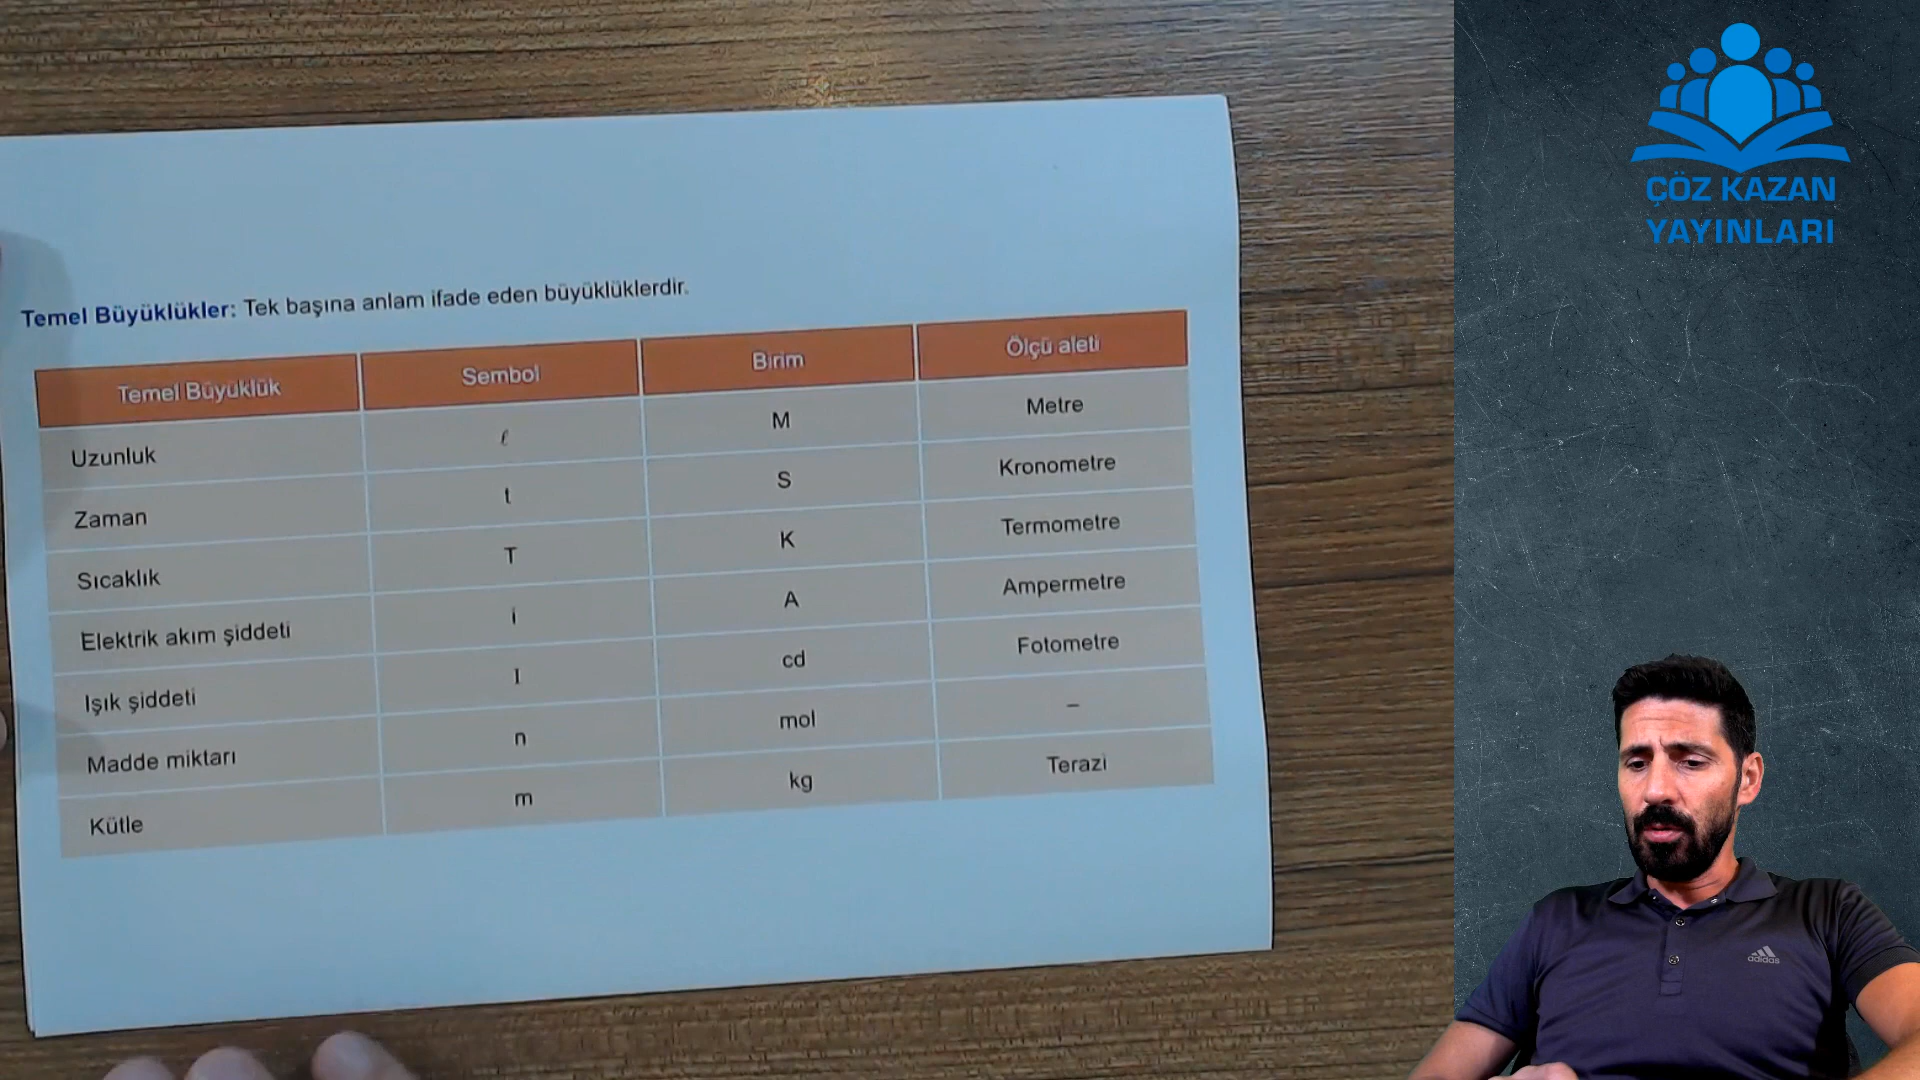 ÇÖZ KAZAN
YAYINLARI
Temel Büyüklükler: Tek başına anlam ifade eden büyüklüklerdir.
Temel Büyüklük Sembol Birim Ölçü aleti
Uzunluk ℓ M Metre
Zaman t S Kronometre
Sıcaklık T K Termometre
Elektrik akım şiddeti i A Ampermetre
Işık şiddeti I cd Fotometre
Madde miktarı n mol –
Kütle m kg Terazi
adidas